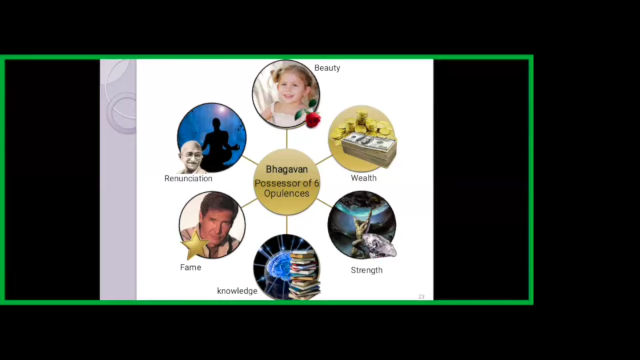 Beauty
Bhagavan
Possessor of 6
Opulences
Renunciation
Wealth
Fame
Strength
knowledge
23